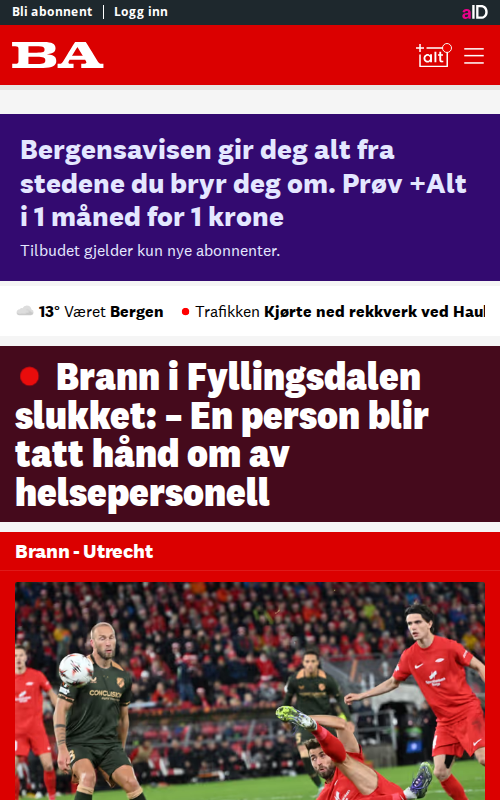 Bli abonnent | Logg inn
aID
BA
+alt
Bergensavisen gir deg alt fra
stedene du bryr deg om. Prøv +Alt
i 1 måned for 1 krone
Tilbudet gjelder kun nye abonnenter.
13° Været Bergen • Trafikken Kjørte ned rekkverk ved Haul
Brann i Fyllingsdalen
slukket: – En person blir
tatt hånd om av
helsepersonell
Brann - Utrecht
CONCLUSION